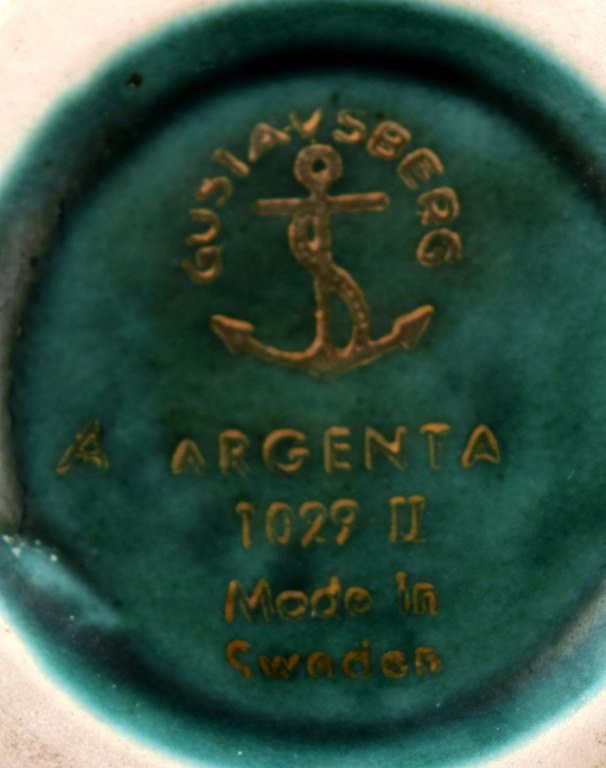 GUSTAVSBERG
A ARGENTA
1029 II
Made in
Sweden